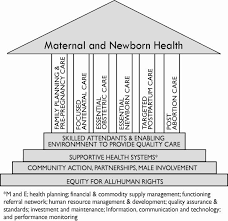 Maternal and Newborn Health
FAMILY PLANNING &
PRE-PREGNANCY CARE
FOCUSED
ANTENATAL CARE
ESSENTIAL
OBSTETRIC CARE
ESSENTIAL
NEWBORN CARE
TARGETED
POSTPARTUM CARE
POST
ABORTION CARE
SKILLED ATTENDANTS & ENABLING
ENVIRONMENT TO PROVIDE QUALITY CARE
SUPPORTIVE HEALTH SYSTEMS*
COMMUNITY ACTION, PARTNERSHIPS, MALE INVOLVEMENT
EQUITY FOR ALL/HUMAN RIGHTS
*M and E; health planning; financial & commodity supply management; functioning
referral network; human resource management & development; quality assurance &
standards; investment and maintenance; Information, communication and technology;
and performance monitoring